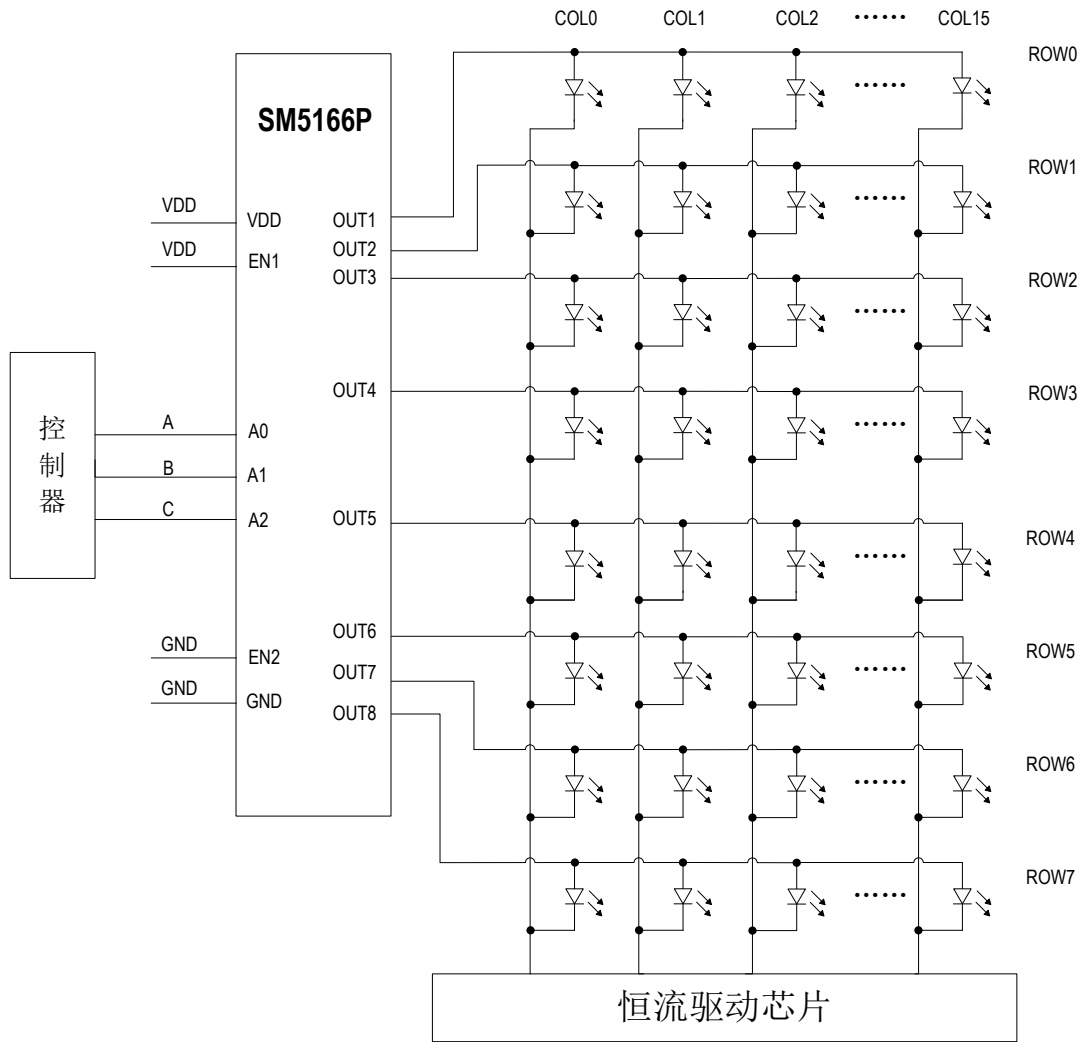 COL0 COL1 COL2 ······ COL15
ROW0
SM5166P
······
ROW1
VDD
VDD
OUT1
······
VDD
OUT2
EN1
OUT3
ROW2
······
OUT4
ROW3
控制器
A
A0
······
B
A1
C
A2
OUT5
ROW4
······
OUT6
GND
EN2
ROW5
OUT7
······
GND
GND
OUT8
ROW6
······
ROW7
······
恒流驱动芯片